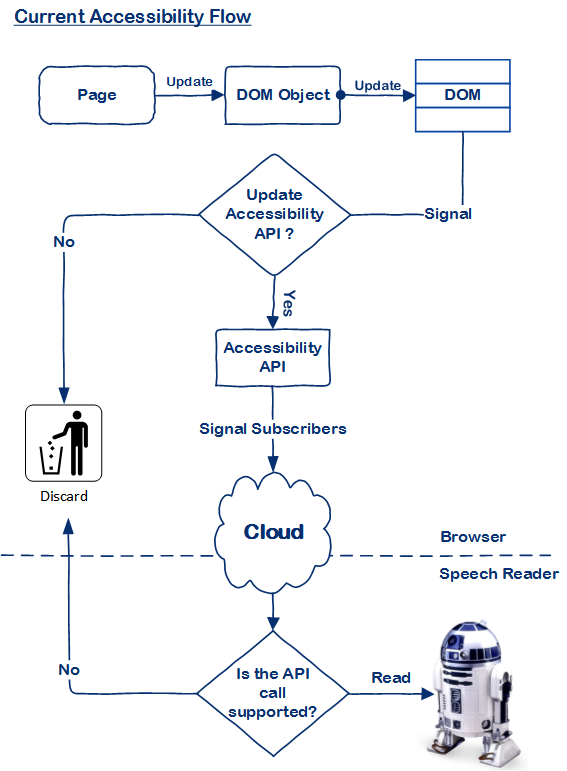 Current Accessibility Flow
Page
Update
DOM Object
Update
DOM
Update
Accessibility
API ?
Signal
No
Yes
Accessibility
API
Signal Subscribers
Discard
Cloud
Browser
Speech Reader
No
Is the API
call
supported?
Read